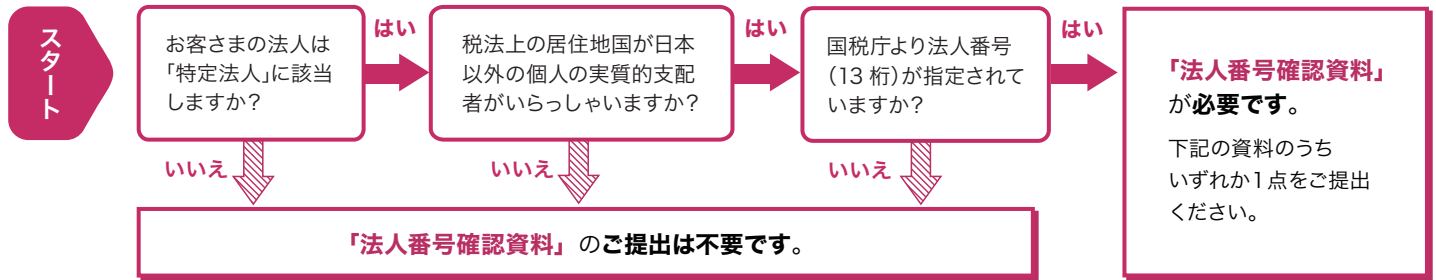 スタート
お客さまの法人は
「特定法人」に該当
しますか？
はい
税法上の居住地国が日本
以外の個人の実質的支配
者がいらっしゃいますか？
はい
国税庁より法人番号
（13 桁）が指定されて
いますか？
はい
「法人番号確認資料」
が必要です。
下記の資料のうち
いずれか1点をご提出
ください。
いいえ
いいえ
いいえ
「法人番号確認資料」のご提出は不要です。